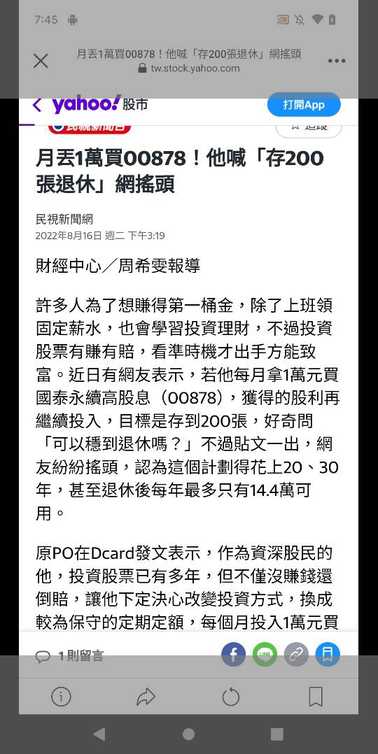 7:45
月丟1萬買00878！他喊「存200張退休」網搖頭
tw.stock.yahoo.com
yahoo! 股市
打開App
民視新聞台
追蹤
月丟1萬買00878！他喊「存200
張退休」網搖頭
民視新聞網
2022年8月16日 週二 下午3:19
財經中心／周希雯報導
許多人為了想賺得第一桶金，除了上班領
固定薪水，也會學習投資理財，不過投資
股票有賺有賠，看準時機才出手方能致
富。近日有網友表示，若他每月拿1萬元買
國泰永續高股息（00878），獲得的股利再
繼續投入，目標是存到200張，好奇問
「可以穩到退休嗎？」不過貼文一出，網
友紛紛搖頭，認為這個計劃得花上20、30
年，甚至退休後每年最多只有14.4萬可
用。
原PO在Dcard發文表示，作為資深股民的
他，投資股票已有多年，但不僅沒賺錢還
倒賠，讓他下定決心改變投資方式，換成
較為保守的定期定額，每個月投入1萬元買
1 則留言